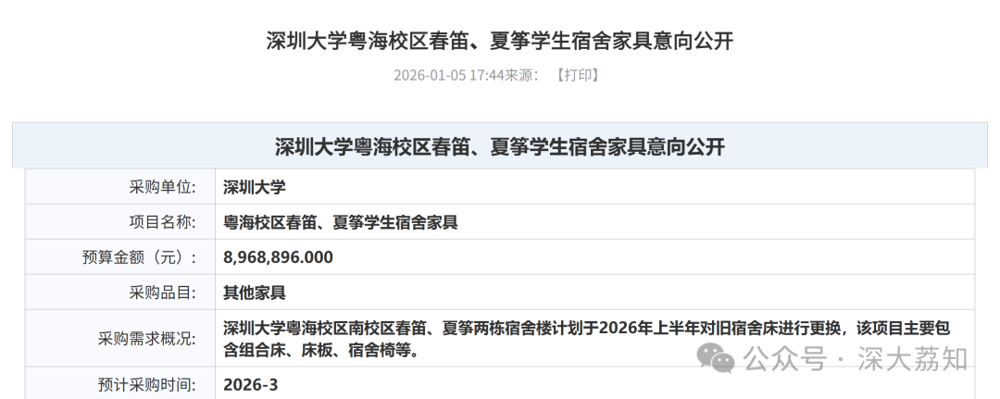 深圳大学粤海校区春笛、夏筝学生宿舍家具意向公开
2026-01-05 17:44来源： 【打印】
深圳大学粤海校区春笛、夏筝学生宿舍家具意向公开
采购单位: 深圳大学
项目名称: 粤海校区春笛、夏筝学生宿舍家具
预算金额（元）: 8,968,896.000
采购品目: 其他家具
采购需求概况: 深圳大学粤海校区南校区春笛、夏筝两栋宿舍楼计划于2026年上半年对旧宿舍床进行更换，该项目主要包
含组合床、床板、宿舍椅等。
公众号 · 深大荔知
预计采购时间: 2026-3